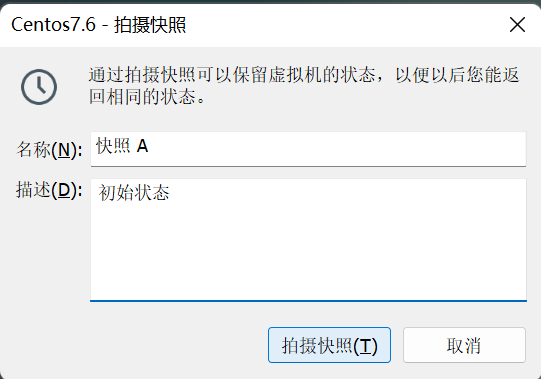 Centos7.6 - 拍摄快照
通过拍摄快照可以保留虚拟机的状态，以便以后您能返
回相同的状态。
名称(N): 快照 A
描述(D): 初始状态
拍摄快照(T) 取消